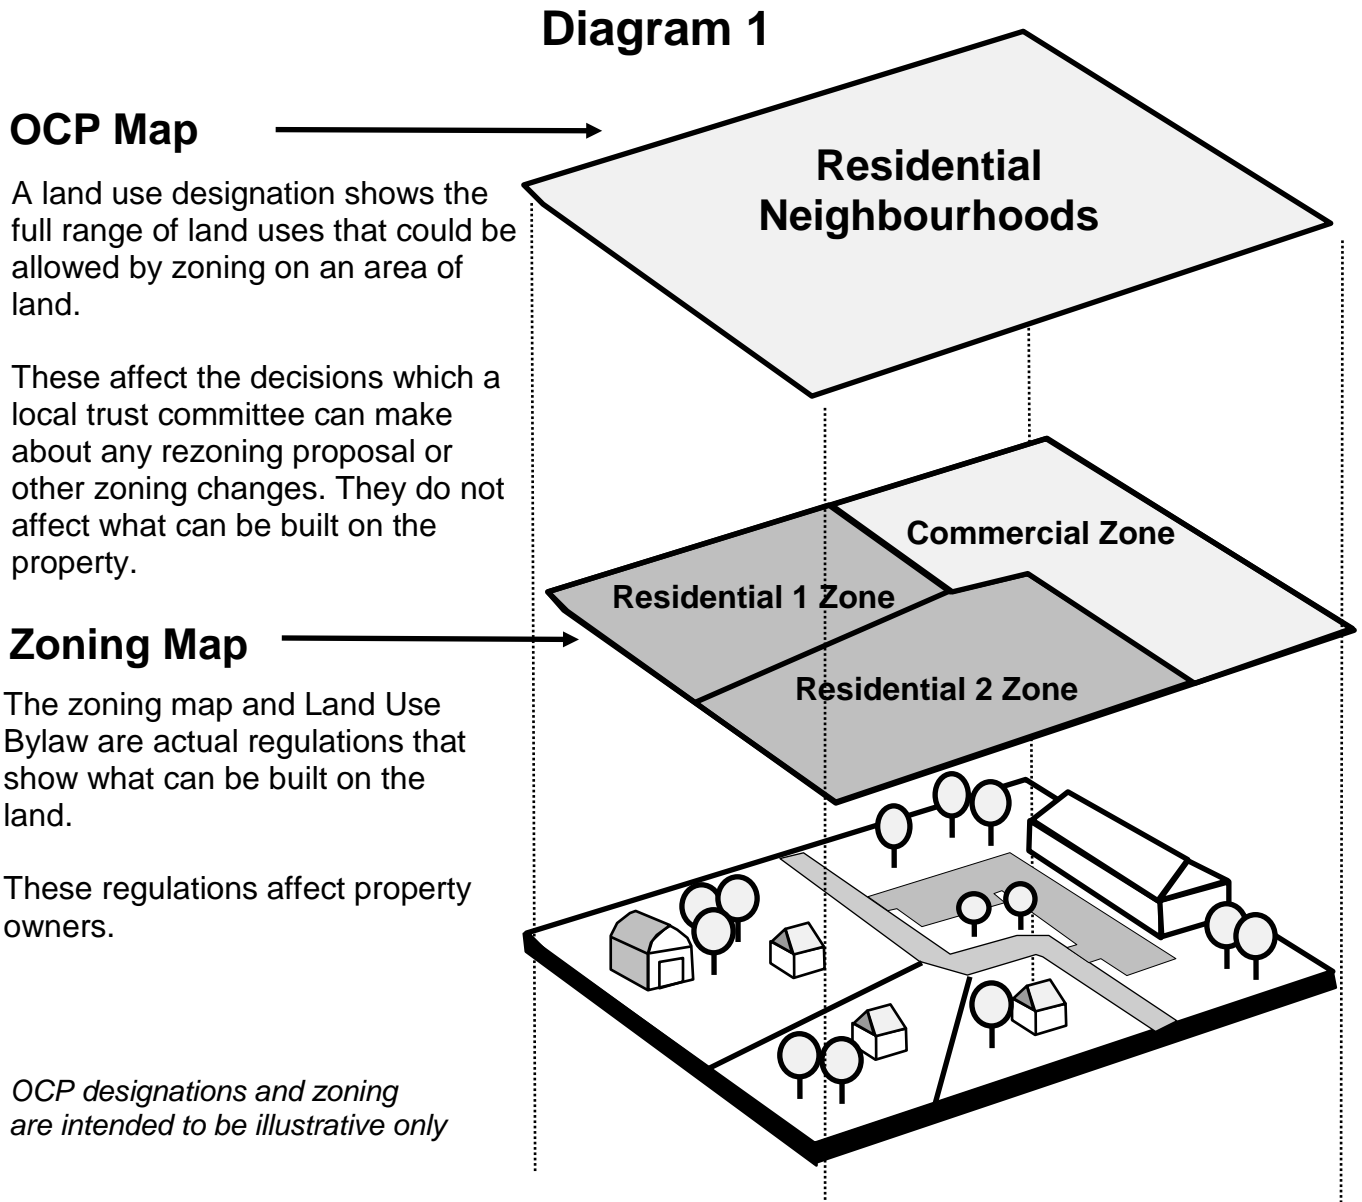 Diagram 1
OCP Map
A land use designation shows the
full range of land uses that could be
allowed by zoning on an area of
land.
These affect the decisions which a
local trust committee can make
about any rezoning proposal or
other zoning changes. They do not
affect what can be built on the
property.
Residential
Neighbourhoods
Zoning Map
The zoning map and Land Use
Bylaw are actual regulations that
show what can be built on the
land.
These regulations affect property
owners.
Commercial Zone
Residential 1 Zone
Residential 2 Zone
OCP designations and zoning
are intended to be illustrative only